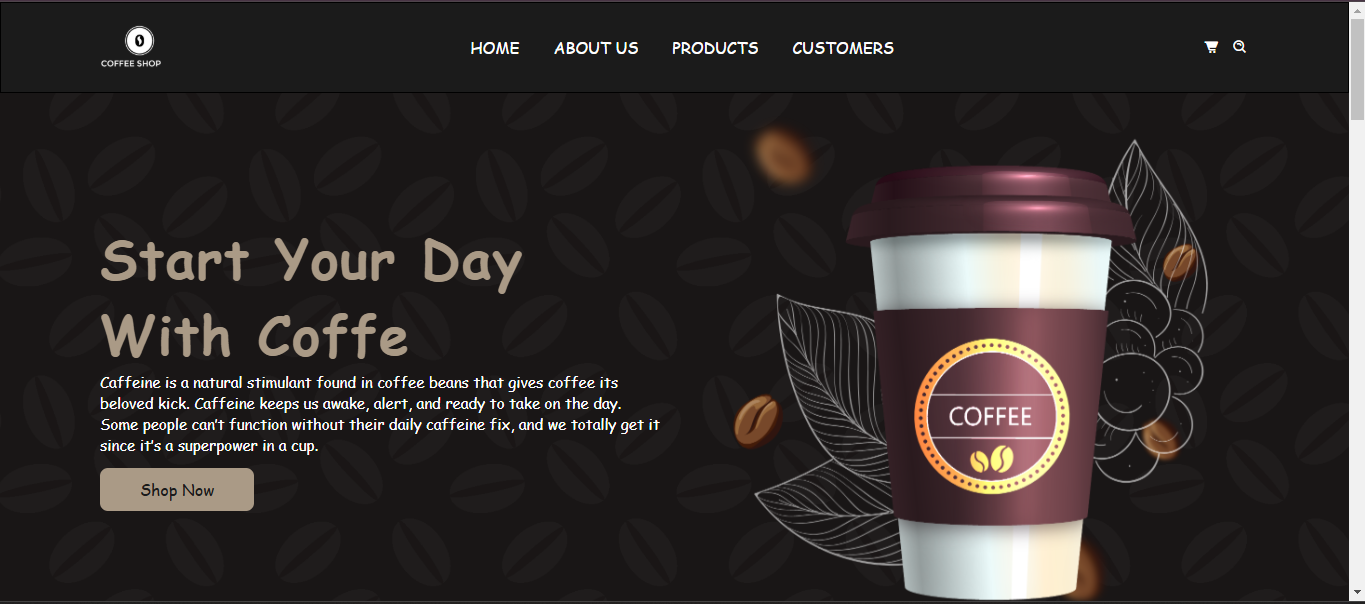 COFFEE SHOP
HOME ABOUT US PRODUCTS CUSTOMERS
Start Your Day
With Coffe
Caffeine is a natural stimulant found in coffee beans that gives coffee its
beloved kick. Caffeine keeps us awake, alert, and ready to take on the day.
Some people can't function without their daily caffeine fix, and we totally get it
since it's a superpower in a cup.
Shop Now
COFFEE